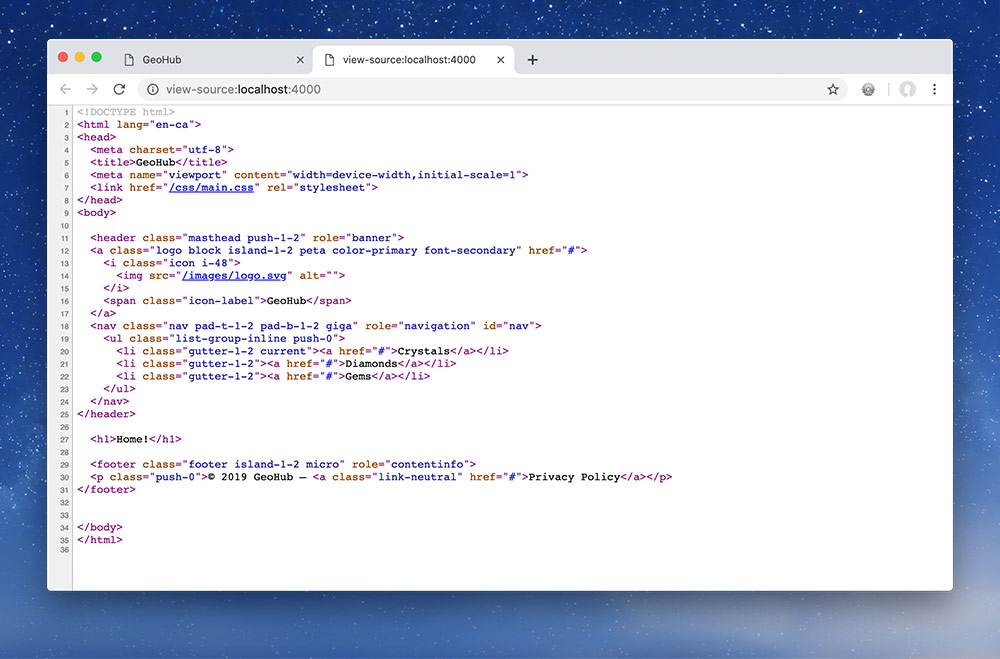 GeoHub
view-source:localhost:4000
view-source:localhost:4000
1 <!DOCTYPE html>
2 <html lang="en-ca">
3 <head>
4 <meta charset="utf-8">
5 <title>GeoHub</title>
6 <meta name="viewport" content="width=device-width,initial-scale=1">
7 <link href="/css/main.css" rel="stylesheet">
8 </head>
9 <body>
10
11 <header class="masthead push-1-2" role="banner">
12 <a class="logo block island-1-2 peta color-primary font-secondary" href="#">
13 <i class="icon i-48">
14 <img src="/images/logo.svg" alt="">
15 </i>
16 <span class="icon-label">GeoHub</span>
17 </a>
18 <nav class="nav pad-t-1-2 pad-b-1-2 giga" role="navigation" id="nav">
19 <ul class="list-group-inline push-0">
20 <li class="gutter-1-2 current"><a href="#">Crystals</a></li>
21 <li class="gutter-1-2"><a href="#">Diamonds</a></li>
22 <li class="gutter-1-2"><a href="#">Gems</a></li>
23 </ul>
24 </nav>
25 </header>
26
27 <h1>Home!</h1>
28
29 <footer class="footer island-1-2 micro" role="contentinfo">
30 <p class="push-0">© 2019 GeoHub — <a class="link-neutral" href="#">Privacy Policy</a></p>
31 </footer>
32
33
34 </body>
35 </html>
36